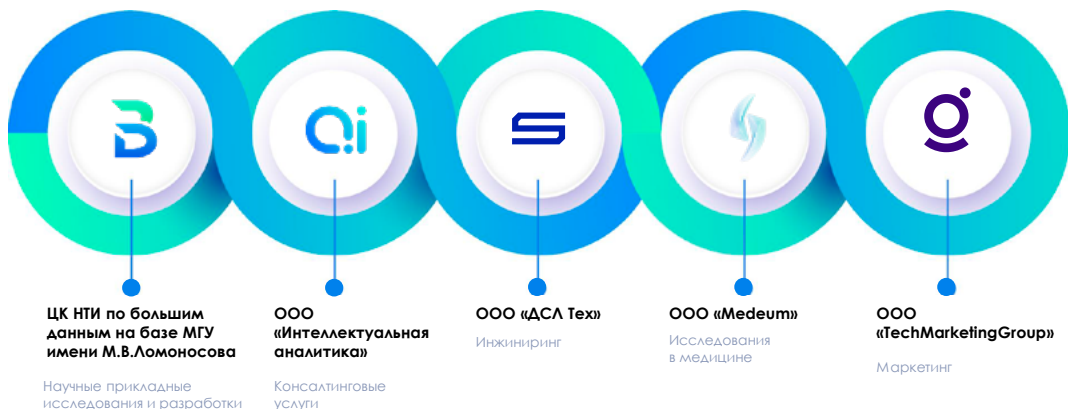 ЦК НТИ по большим
данным на базе МГУ
имени М.В.Ломоносова
Научные прикладные
исследования и разработки
ООО
«Интеллектуальная
аналитика»
Консалтинговые
услуги
ООО «ДСЛ Тех»
Инжиниринг
ООО «Medeum»
Исследования
в медицине
ООО
«TechMarketingGroup»
Маркетинг